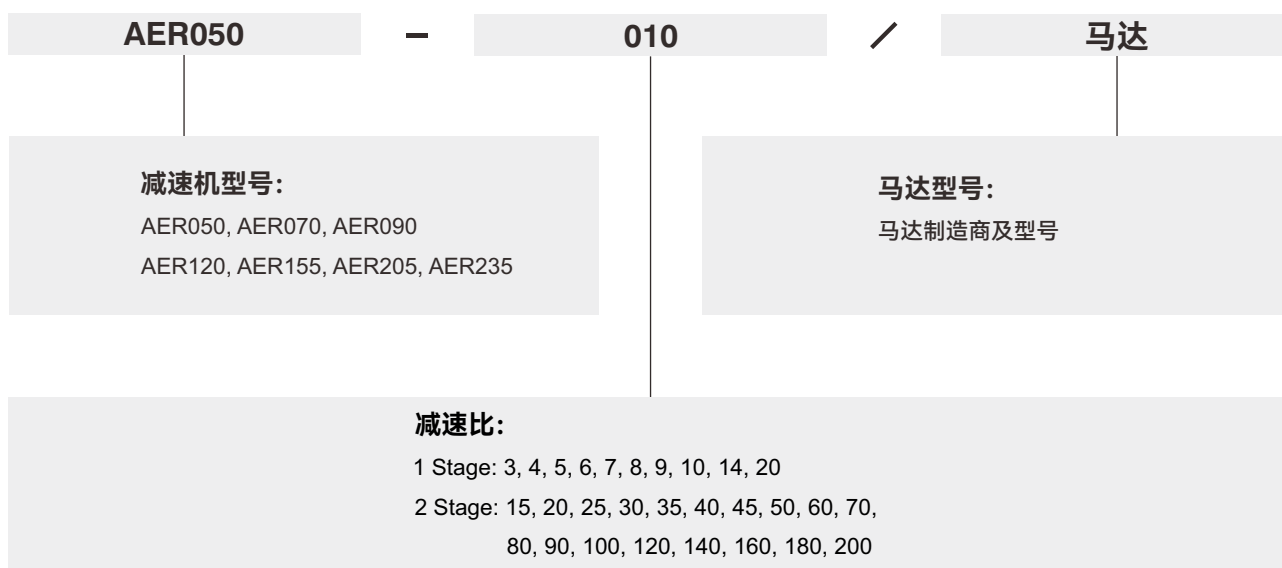 AER050 - 010 / 马达
减速机型号:
AER050, AER070, AER090
AER120, AER155, AER205, AER235
马达型号:
马达制造商及型号
减速比:
1 Stage: 3, 4, 5, 6, 7, 8, 9, 10, 14, 20
2 Stage: 15, 20, 25, 30, 35, 40, 45, 50, 60, 70,
80, 90, 100, 120, 140, 160, 180, 200